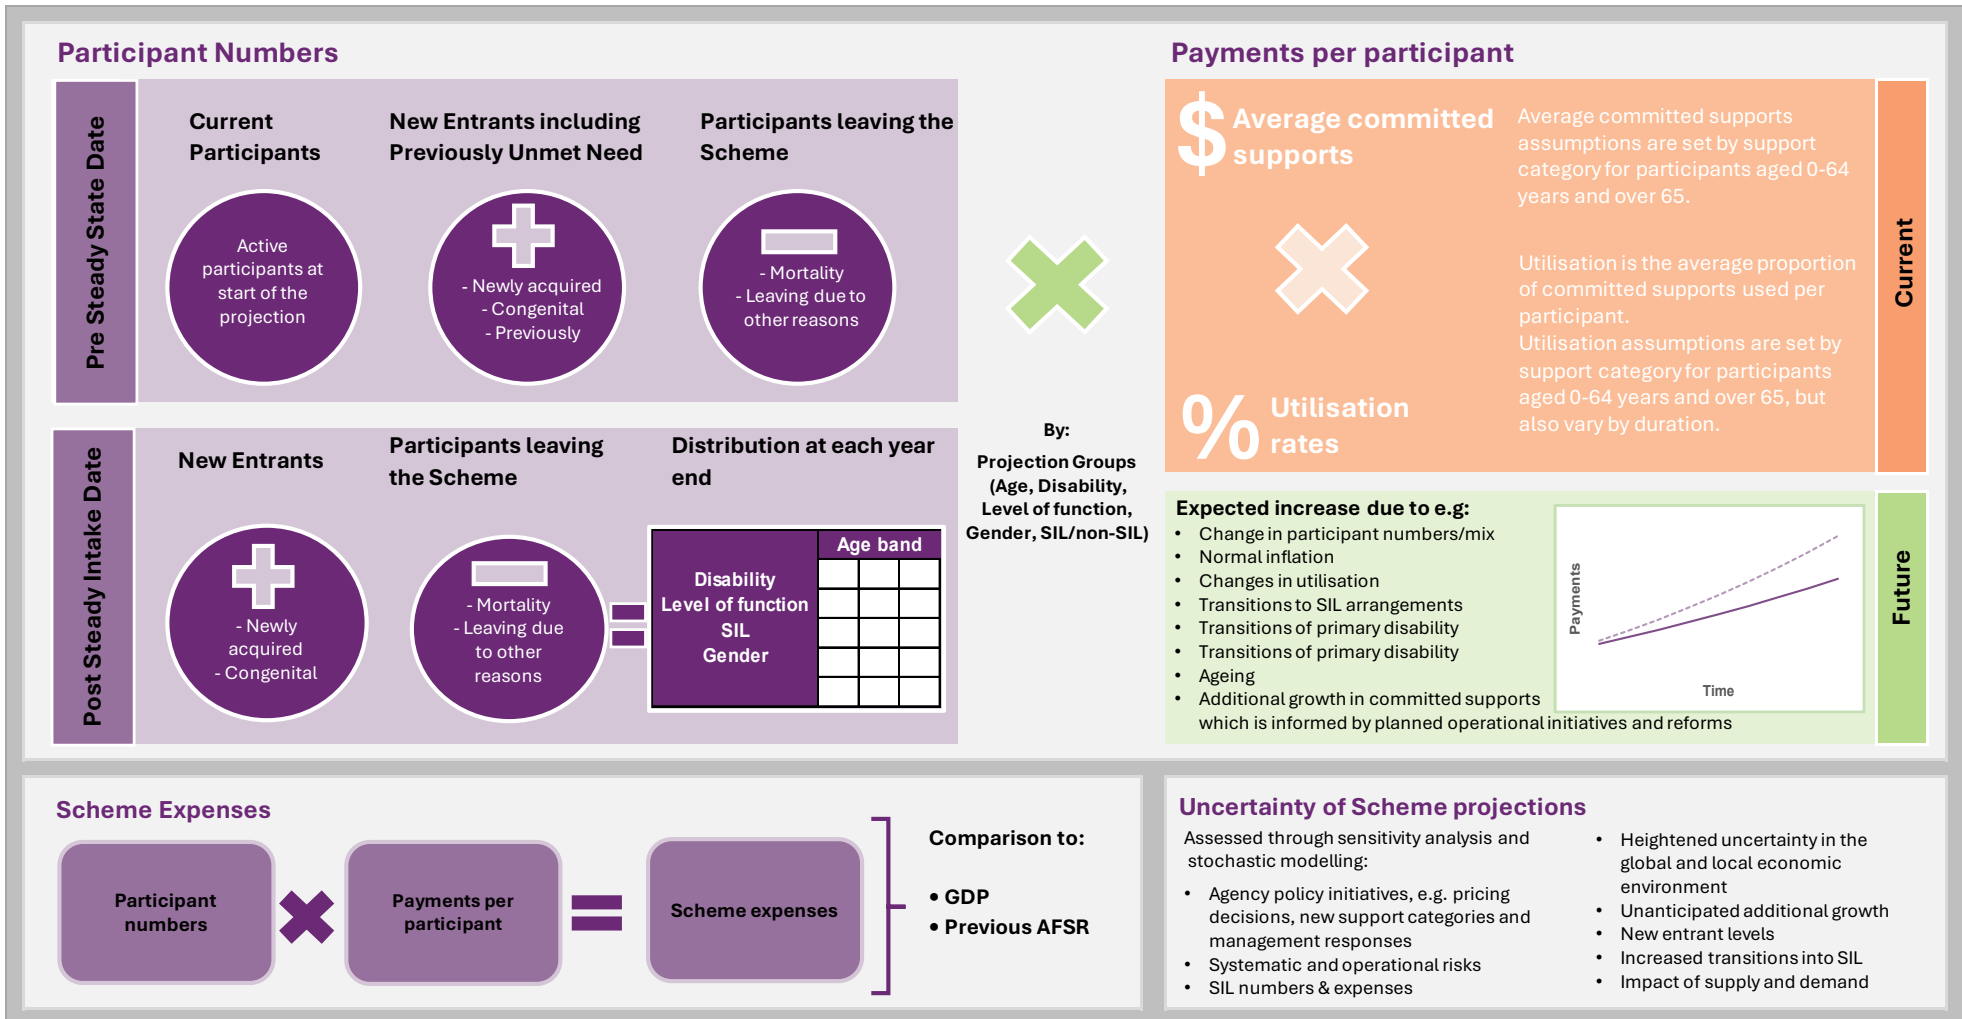 Participant Numbers
Pre Steady State Date
Current
Participants
New Entrants including
Previously Unmet Need
Participants leaving the
Scheme
Active
participants at
start of the
projection
- Newly acquired
- Congenital
- Previously
- Mortality
- Leaving due to
other reasons
Post Steady Intake Date
New Entrants
Participants leaving
the Scheme
Distribution at each year
end
- Newly
acquired
- Congenital
- Mortality
- Leaving due
to other
reasons
Disability
Level of function
SIL
Gender
Age band
By:
Projection Groups
(Age, Disability,
Level of function,
Gender, SIL/non-SIL)
Payments per participant
$ Average committed
supports
Average committed supports
assumptions are set by support
category for participants aged 0-64
years and over 65.
% Utilisation
rates
Utilisation is the average proportion
of committed supports used per
participant.
Utilisation assumptions are set by
support category for participants
aged 0-64 years and over 65, but
also vary by duration.
Current
Expected increase due to e.g:
• Change in participant numbers/mix
• Normal inflation
• Changes in utilisation
• Transitions to SIL arrangements
• Transitions of primary disability
• Transitions of primary disability
• Ageing
• Additional growth in committed supports
which is informed by planned operational initiatives and reforms
Payments
Time
Future
Scheme Expenses
Participant
numbers
Payments per
participant
Scheme expenses
Comparison to:
• GDP
• Previous AFSR
Uncertainty of Scheme projections
Assessed through sensitivity analysis and
stochastic modelling:
• Agency policy initiatives, e.g. pricing
decisions, new support categories and
management responses
• Systematic and operational risks
• SIL numbers & expenses
• Heightened uncertainty in the
global and local economic
environment
• Unanticipated additional growth
• New entrant levels
• Increased transitions into SIL
• Impact of supply and demand